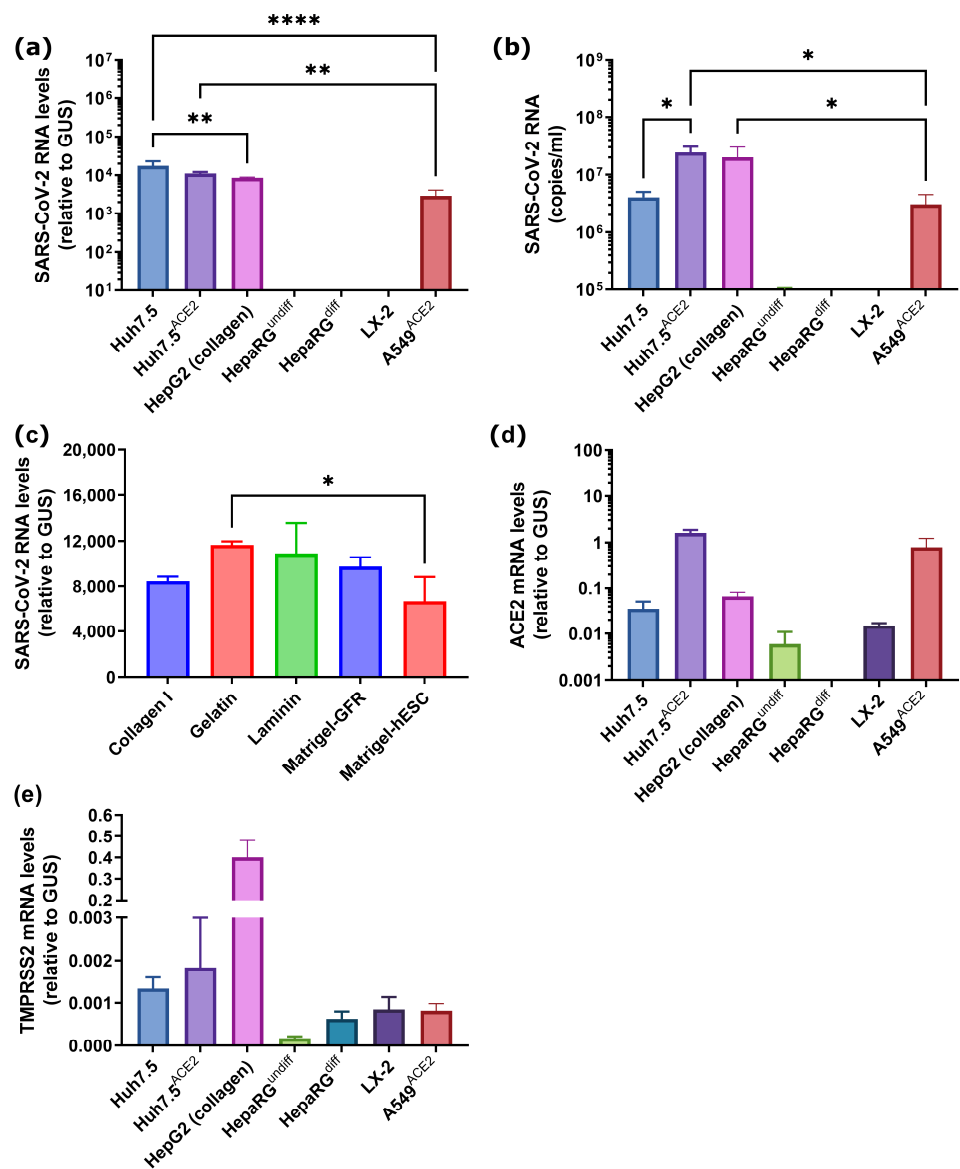 (a)
SARS-CoV-2 RNA levels
(relative to GUS)
10^7
10^6
10^5
10^4
10^3
10^2
10^1
****
**
**
Huh7.5
Huh7.5^ACE2
HepG2 (collagen)
HepaRG^undiff
HepaRG^diff
LX-2
A549^ACE2
(b)
SARS-CoV-2 RNA
(copies/ml)
10^9
10^8
10^7
10^6
10^5
*
*
*
Huh7.5
Huh7.5^ACE2
HepG2 (collagen)
HepaRG^undiff
HepaRG^diff
LX-2
A549^ACE2
(c)
SARS-CoV-2 RNA levels
(relative to GUS)
20,000
16,000
12,000
8,000
4,000
*
Collagen I
Gelatin
Laminin
Matrigel-GFR
Matrigel-hESC
(d)
ACE2 mRNA levels
(relative to GUS)
100
10
1
0.1
0.01
0.001
Huh7.5
Huh7.5^ACE2
HepG2 (collagen)
HepaRG^undiff
HepaRG^diff
LX-2
A549^ACE2
(e)
TMPRSS2 mRNA levels
(relative to GUS)
0.6
0.5
0.4
0.3
0.2
0.003
0.002
0.001
0.000
Huh7.5
Huh7.5^ACE2
HepG2 (collagen)
HepaRG^undiff
HepaRG^diff
LX-2
A549^ACE2